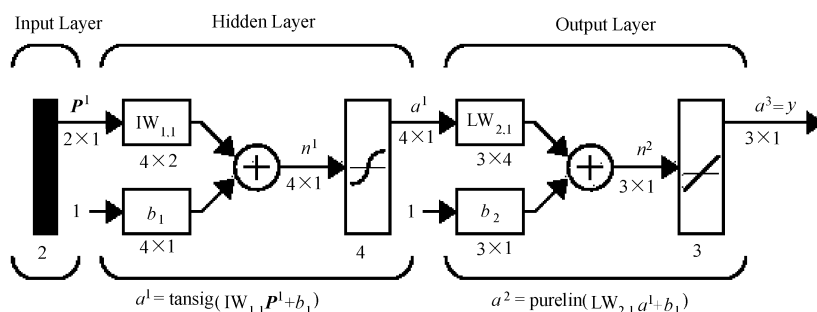 Input Layer
Hidden Layer
Output Layer
P¹
2×1
IW₁,₁
4×2
1
b₁
4×1
n¹
4×1
a¹
4×1
LW₂,₁
3×4
1
b₂
3×1
n²
3×1
a³=y
3×1
2
4
3
a¹ = tansig(IW₁,₁P¹+b₁)
a² = purelin(LW₂,₁a¹+b₁)